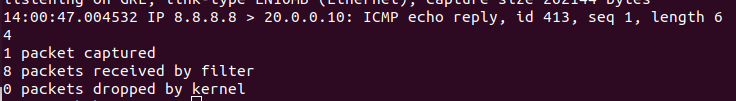 listening on GRE, link-type EN10MB (Ethernet), capture size 262144 bytes
14:00:47.004532 IP 8.8.8.8 > 20.0.0.10: ICMP echo reply, id 413, seq 1, length 6
4
1 packet captured
8 packets received by filter
0 packets dropped by kernel